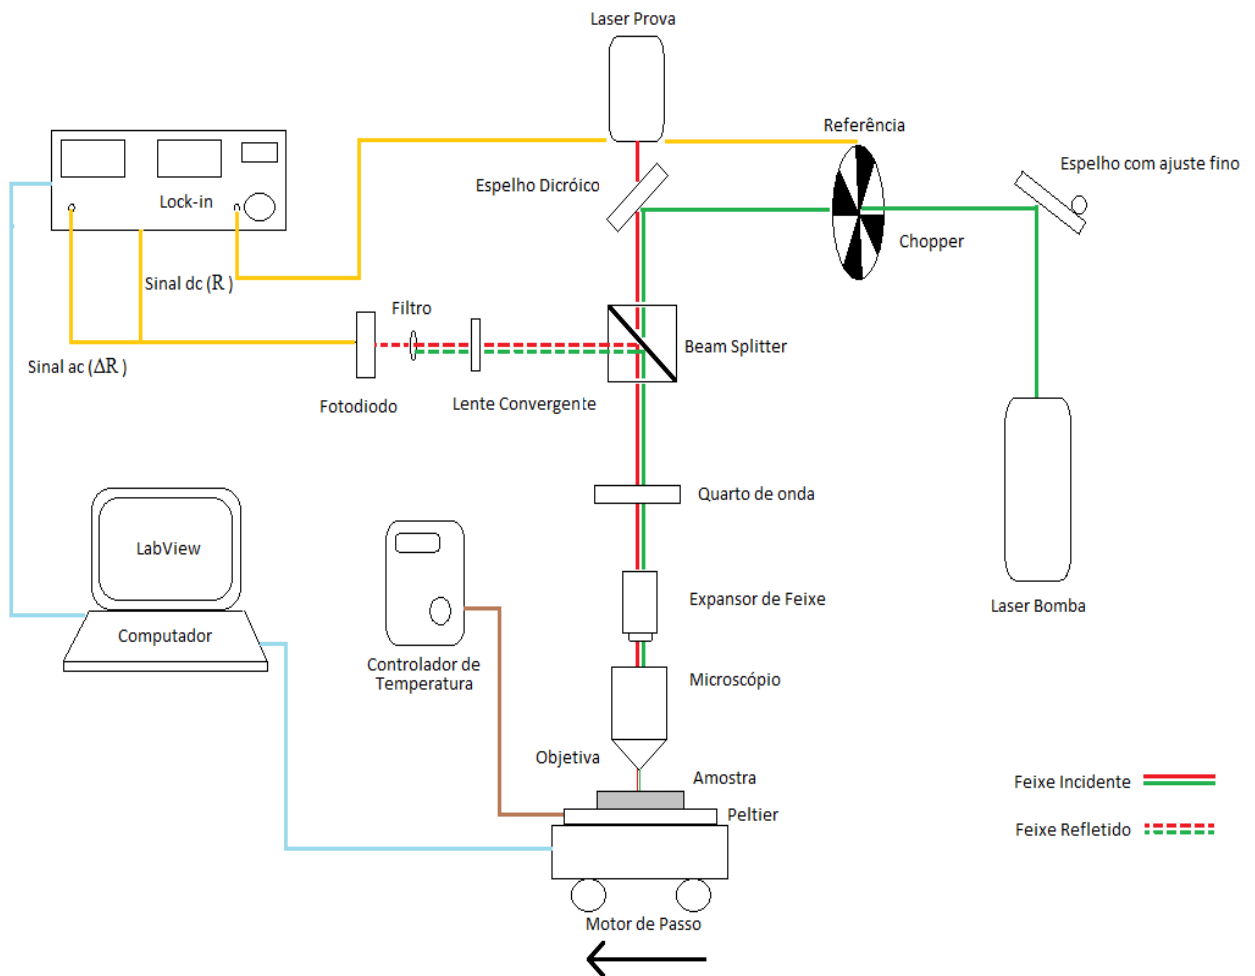 Laser Prova
Referência
Espelho com ajuste fino
Espelho Dicróico
Lock-in
Chopper
Sinal dc (R)
Filtro
Beam Splitter
Sinal ac (ΔR)
Fotodiodo
Lente Convergente
Quarto de onda
LabView
Expansor de Feixe
Laser Bomba
Computador
Controlador de
Temperatura
Microscópio
Objetiva
Amostra
Feixe Incidente
Peltier
Feixe Refletido
Motor de Passo